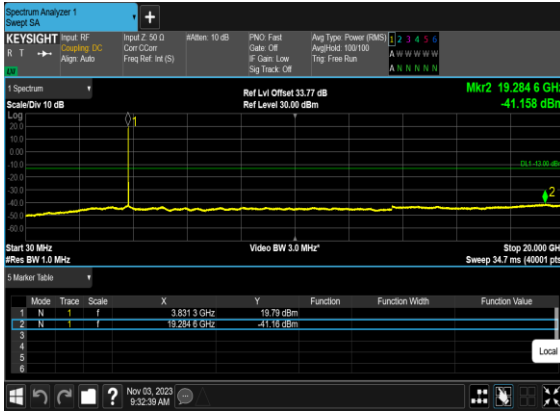 Spectrum Analyzer 1
Swept SA
+
KEYSIGHT Input: RF Input Z: 50 Ω #Atten: 10 dB PNO: Fast Avg Type: Power (RMS) 1 2 3 4 5 6
R T Coupling: DC Corr CCorr Gate: Off Avg|Hold: 100/100 A W W W W W
Align: Auto Freq Ref: Int (S) IF Gain: Low Trig: Free Run
Sig Track: Off A N N N N N
1 Spectrum Ref Lvl Offset 33.77 dB Mkr2 19.284 6 GHz
Scale/Div 10 dB Ref Level 30.00 dBm -41.158 dBm
Log
20.0
10.0
0.00
-10.0
-20.0
-30.0
-40.0
-50.0
-60.0
1
DL1 -13.00 dBm
2
Start 30 MHz Video BW 3.0 MHz* Stop 20.000 GH
#Res BW 1.0 MHz Sweep 34.7 ms (40001 pts
5 Marker Table
Mode Trace Scale X Y Function Function Width Function Value
1 N 1 f 3.831 3 GHz 19.79 dBm
2 N 1 f 19.284 6 GHz -41.16 dBm
3
4
5
6
Local
? Nov 03, 2023
9:32:39 AM